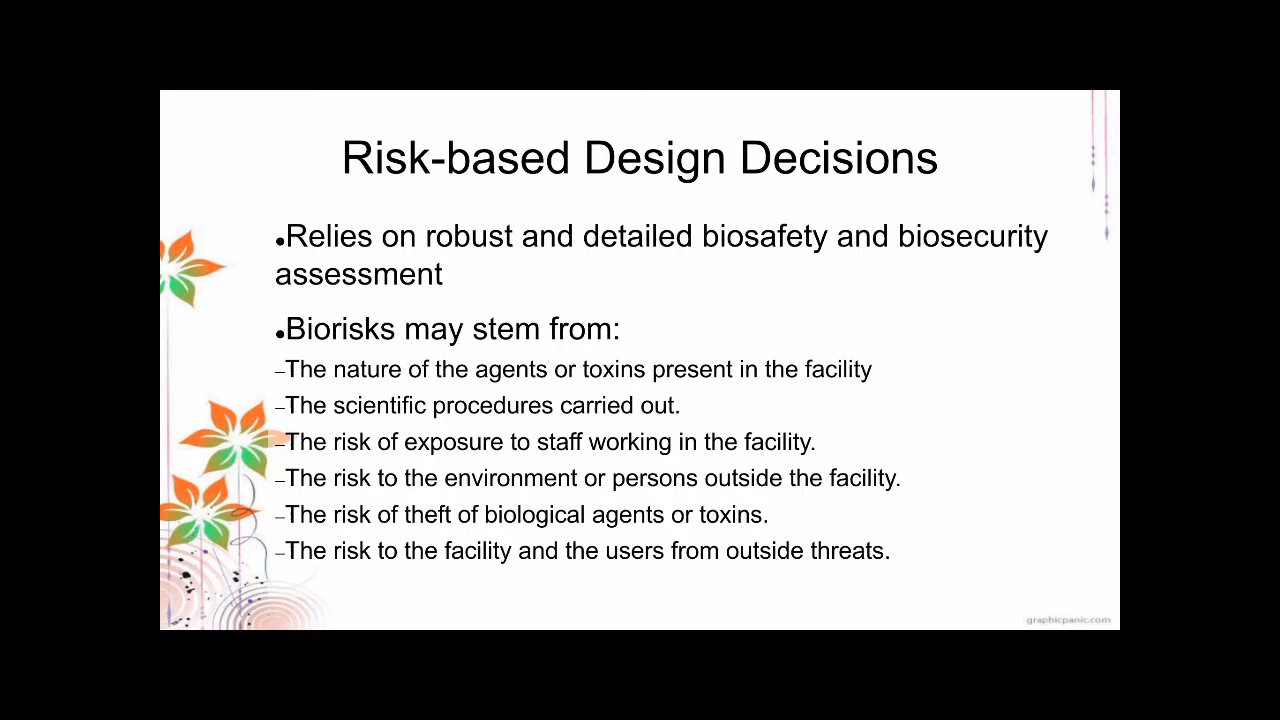 Risk-based Design Decisions
●Relies on robust and detailed biosafety and biosecurity
assessment
●Biorisks may stem from:
–The nature of the agents or toxins present in the facility
–The scientific procedures carried out.
–The risk of exposure to staff working in the facility.
–The risk to the environment or persons outside the facility.
–The risk of theft of biological agents or toxins.
–The risk to the facility and the users from outside threats.
graphicpanic.com